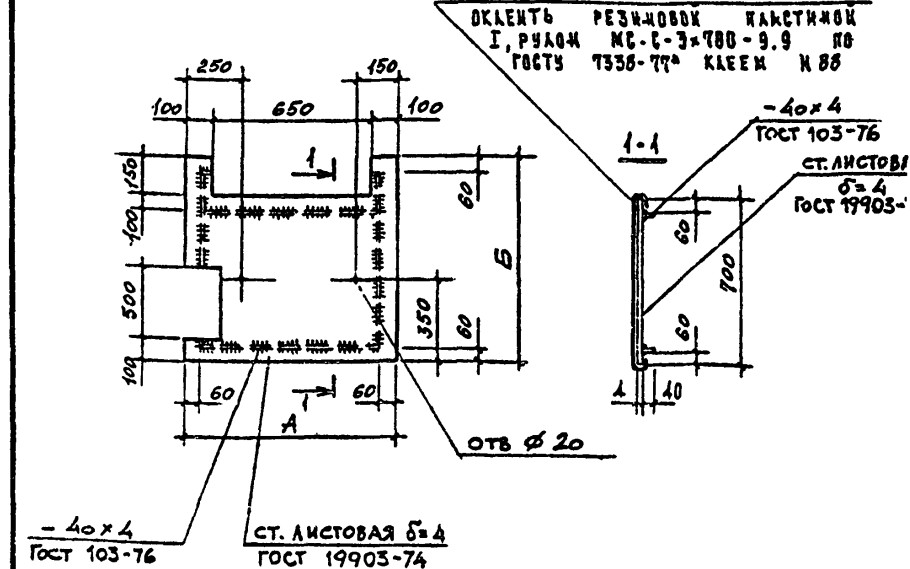 ОКЛЕИТЬ РЕЗИНОВОЙ ПЛАСТИНОЙ
I, РУЛОН МС-С-3×700-9.9 ПО
ГОСТУ 7338-77* КЛЕЕМ Н 88
250 150
100 650 100
- 40 × 4
ГОСТ 103-76
1 1-1
СТ. ЛИСТОВА
δ=4
ГОСТ 19903-
150 60 60
100
Б 700
500 350
60 60
100
60 1 60 4 40
А
ОТВ ⌀ 20
- 40 × 4
ГОСТ 103-76
СТ. ЛИСТОВАЯ δ=4
ГОСТ 19903-74